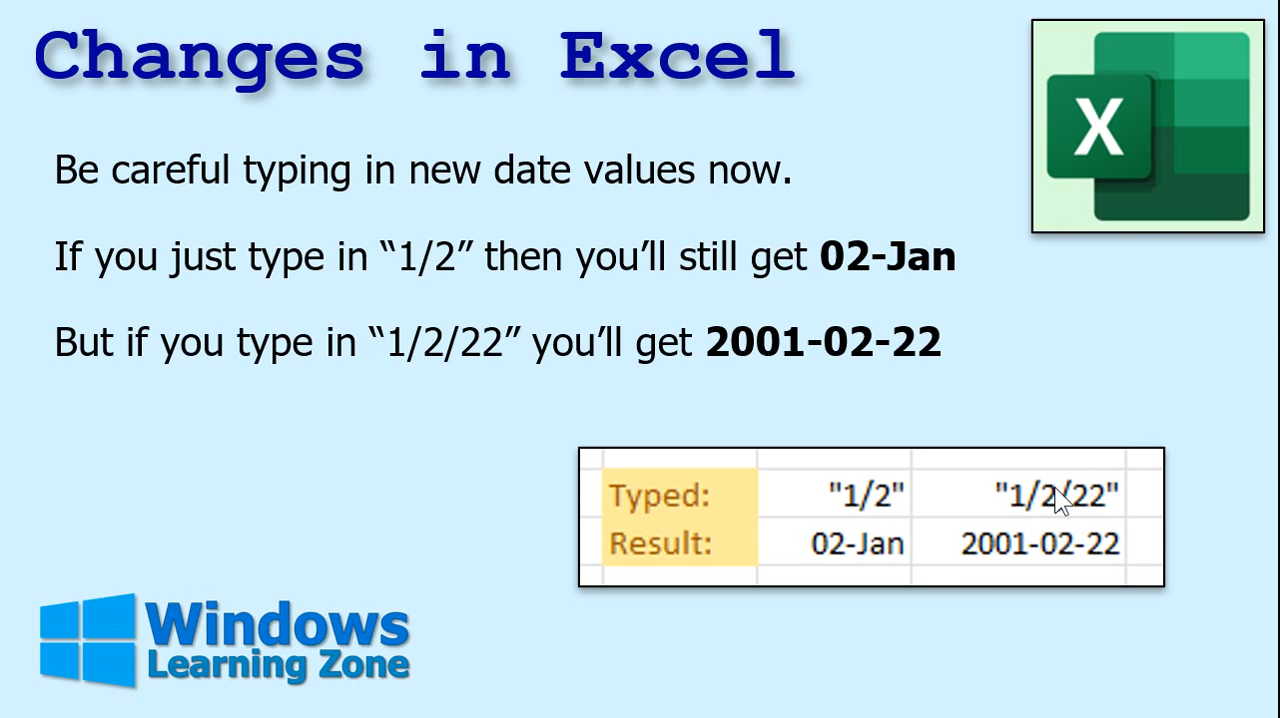 Changes in Excel
X
Be careful typing in new date values now.
If you just type in “1/2” then you’ll still get 02-Jan
But if you type in “1/2/22” you’ll get 2001-02-22
Typed: "1/2" "1/2/22"
Result: 02-Jan 2001-02-22
Windows
Learning Zone